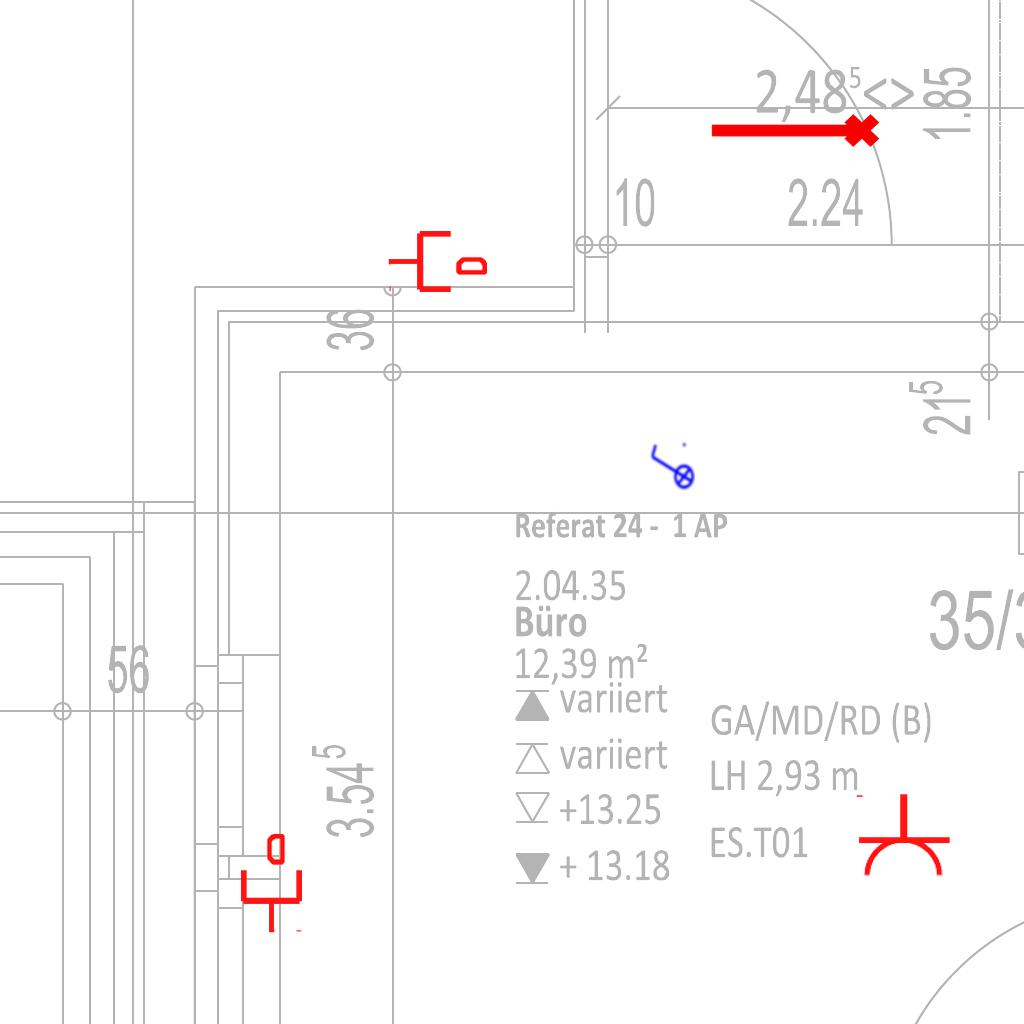 2,48⁵<>
1.85
10
2.24
36
21⁵
Referat 24 - 1 AP
2.04.35
Büro
12,39 m²
variiert
variiert
+13.25
+ 13.18
GA/MD/RD (B)
LH 2,93 m
ES.T01
35/
56
3.54⁵
D
D